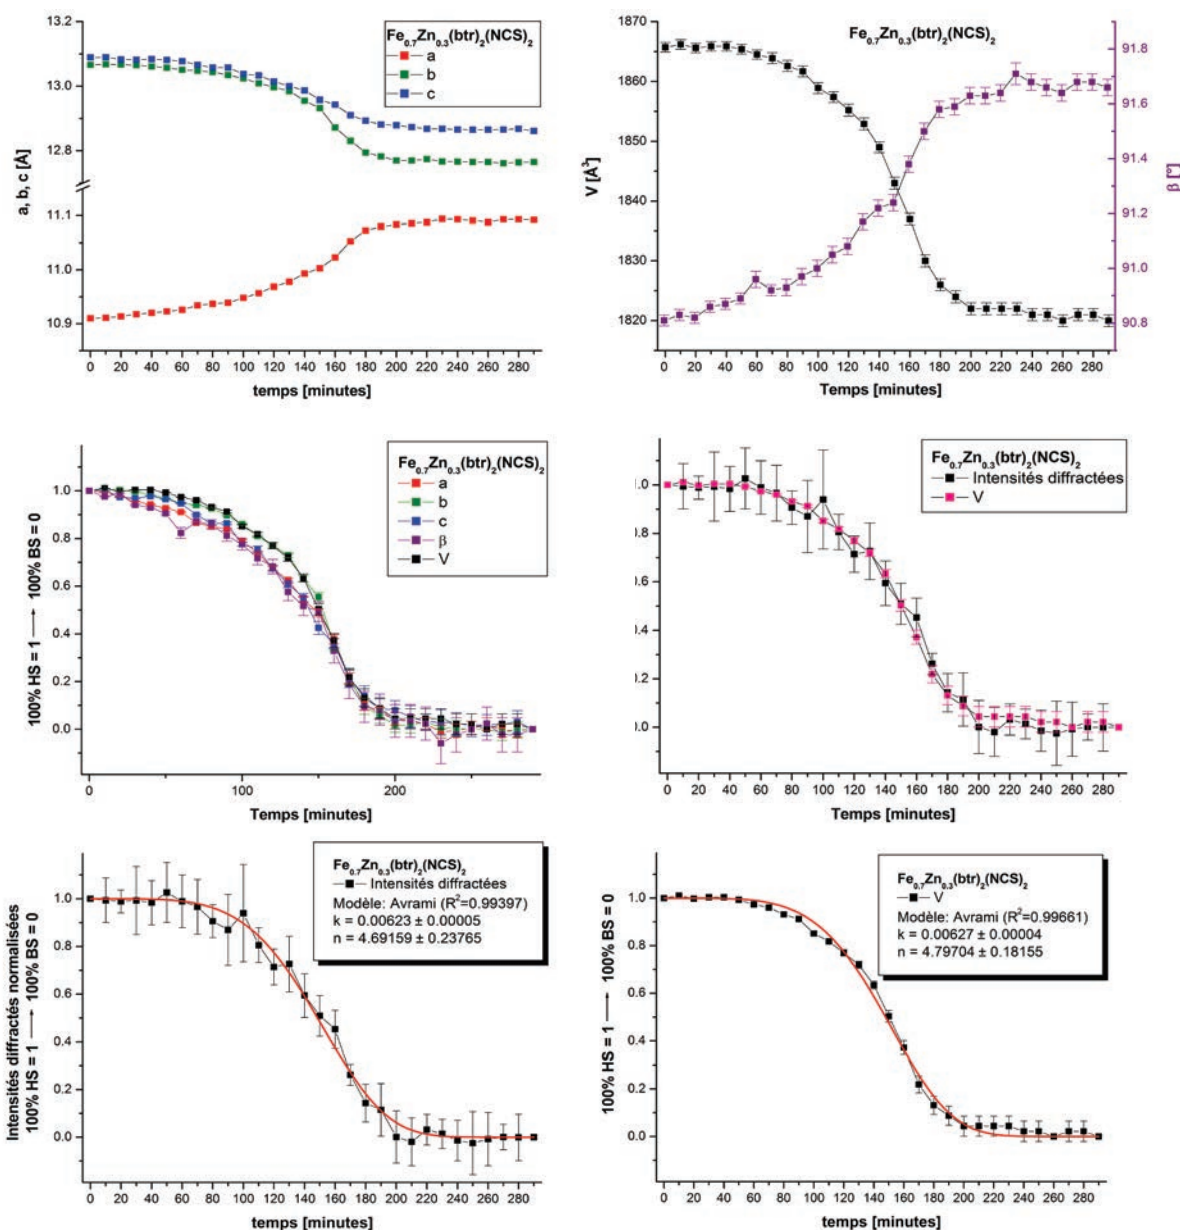 13.2
13.0
12.8
11.1
11.0
10.9
a, b, c [Å]
Fe0.7Zn0.3(btr)2(NCS)2
a
b
c
0 20 40 60 80 100 120 140 160 180 200 220 240 260 280
temps [minutes]
1870
1860
1850
1840
1830
1820
V [Å3]
Fe0.7Zn0.3(btr)2(NCS)2
91.8
91.6
91.4
91.2
91.0
90.8
β [°]
0 20 40 60 80 100 120 140 160 180 200 220 240 260 280
Temps [minutes]
1.0
0.8
0.6
0.4
0.2
0.0
100% HS = 1 → 100% BS = 0
Fe0.7Zn0.3(btr)2(NCS)2
a
b
c
β
V
0 100 200
Temps [minutes]
Fe0.7Zn0.3(btr)2(NCS)2
Intensités diffractées
V
1.0
1.8
1.6
1.4
1.2
1.0
0 20 40 60 80 100 120 140 160 180 200 220 240 260 280
Temps [minutes]
Intensités diffractés normalisées
100% HS = 1 → 100% BS = 0
1.0
0.8
0.6
0.4
0.2
0.0
Fe0.7Zn0.3(btr)2(NCS)2
Intensités diffractées
Modèle: Avrami (R2=0.99397)
k = 0.00623 ± 0.00005
n = 4.69159 ± 0.23765
0 20 40 60 80 100 120 140 160 180 200 220 240 260 280
temps [minutes]
100% HS = 1 → 100% BS = 0
1.0
0.8
0.6
0.4
0.2
0.0
Fe0.7Zn0.3(btr)2(NCS)2
V
Modèle: Avrami (R2=0.99661)
k = 0.00627 ± 0.00004
n = 4.79704 ± 0.18155
0 20 40 60 80 100 120 140 160 180 200 220 240 260 280
temps [minutes]